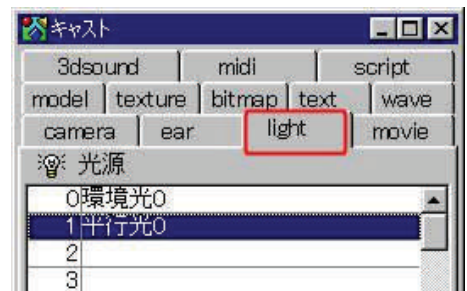 キャスト
3dsound midi script
model texture bitmap text wave
camera ear light movie
光源
0環境光0
1平行光0
2
3